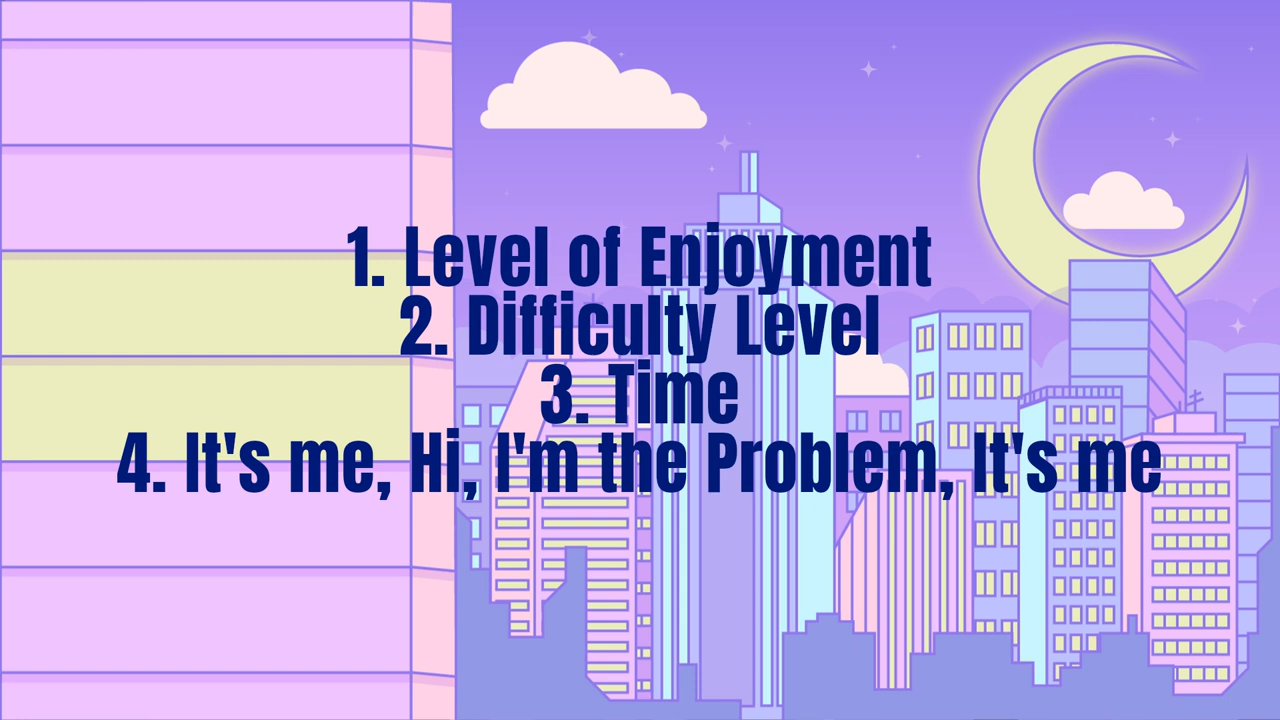 1. Level of Enjoyment
2. Difficulty Level
3. Time
4. It's me, Hi, I'm the Problem, It's me